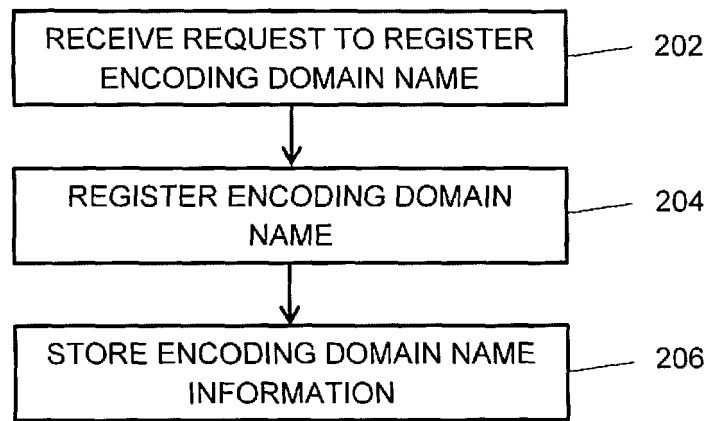 RECEIVE REQUEST TO REGISTER
ENCODING DOMAIN NAME
202
REGISTER ENCODING DOMAIN
NAME
204
STORE ENCODING DOMAIN NAME
INFORMATION
206